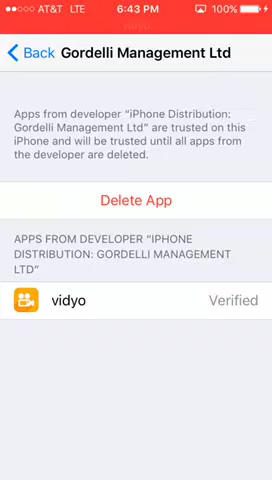 AT&T LTE 6:43 PM 100%
vidyo
Back Gordelli Management Ltd
Apps from developer “iPhone Distribution:
Gordelli Management Ltd” are trusted on this
iPhone and will be trusted until all apps from
the developer are deleted.
Delete App
APPS FROM DEVELOPER “IPHONE
DISTRIBUTION: GORDELLI MANAGEMENT
LTD”
vidyo Verified